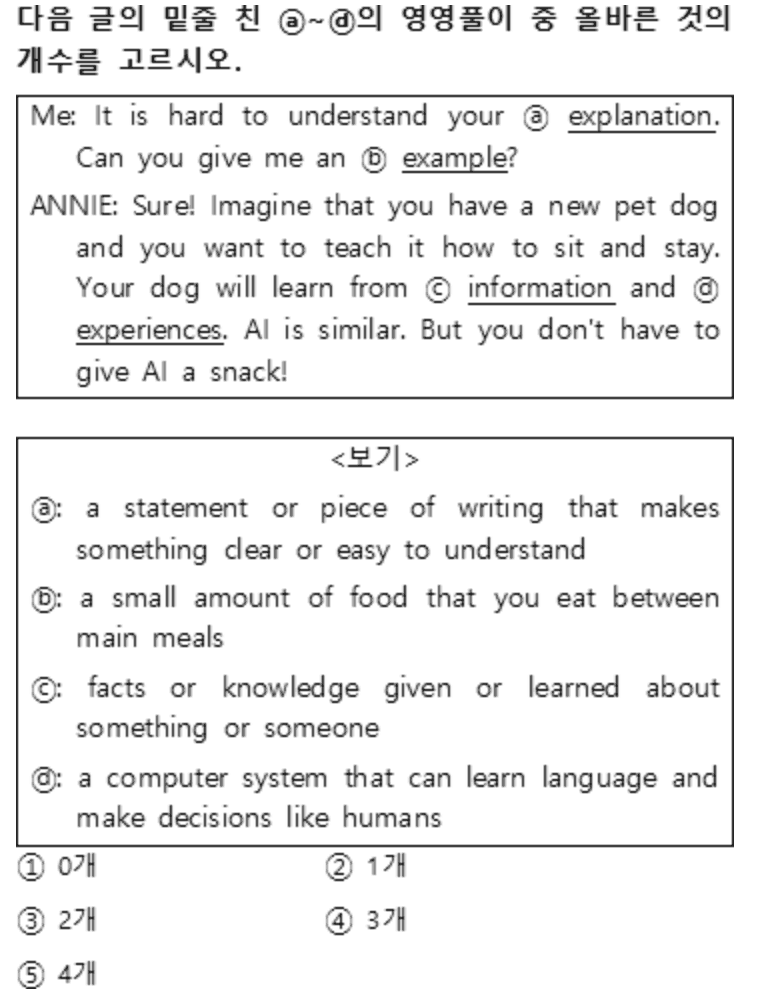 다음 글의 밑줄 친 ⓐ~ⓓ의 영영풀이 중 올바른 것의
개수를 고르시오.
Me: It is hard to understand your ⓐ explanation.
Can you give me an ⓑ example?
ANNIE: Sure! Imagine that you have a new pet dog
and you want to teach it how to sit and stay.
Your dog will learn from ⓒ information and ⓓ
experiences. AI is similar. But you don't have to
give AI a snack!
<보기>
ⓐ: a statement or piece of writing that makes
something clear or easy to understand
ⓑ: a small amount of food that you eat between
main meals
ⓒ: facts or knowledge given or learned about
something or someone
ⓓ: a computer system that can learn language and
make decisions like humans
① 0개 ② 1개
③ 2개 ④ 3개
⑤ 4개